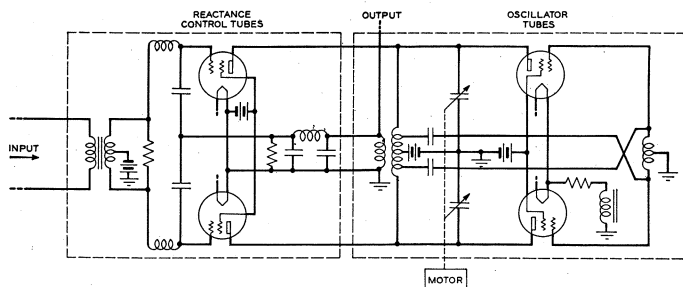 REACTANCE
CONTROL TUBES
OUTPUT
OSCILLATOR
TUBES
INPUT
MOTOR